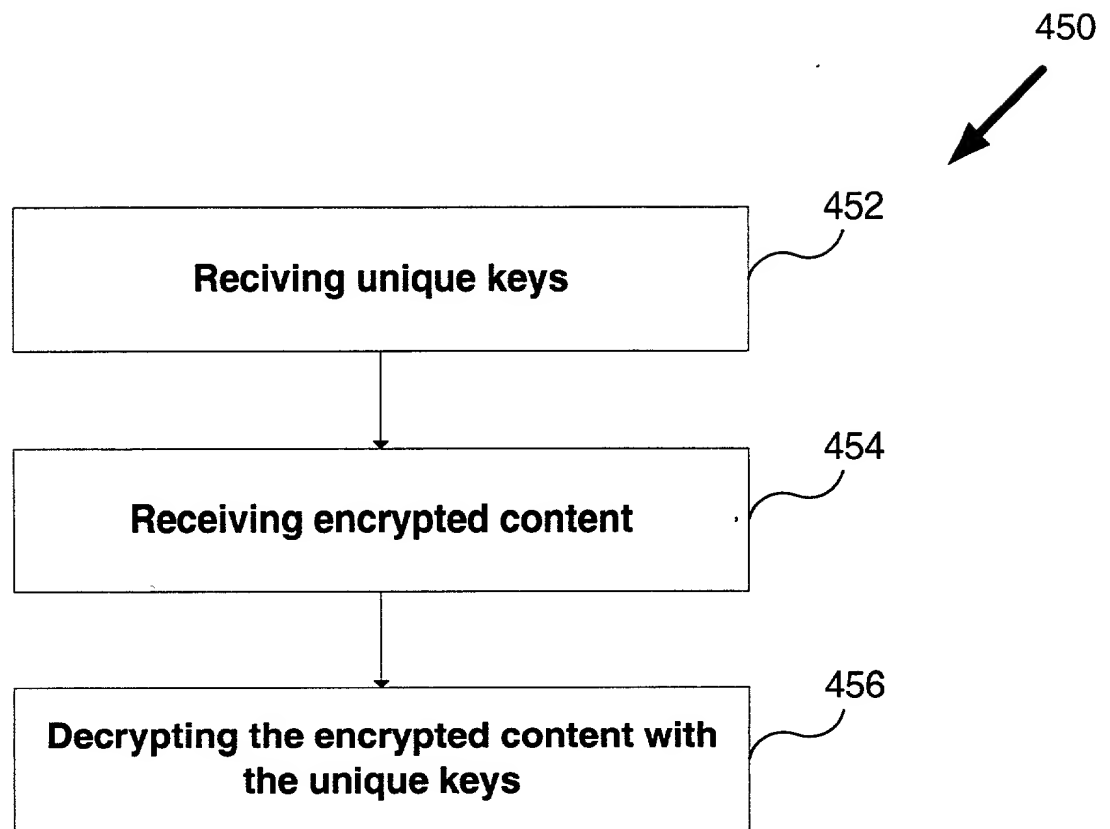 450
452
Reciving unique keys
454
Receiving encrypted content
456
Decrypting the encrypted content with
the unique keys